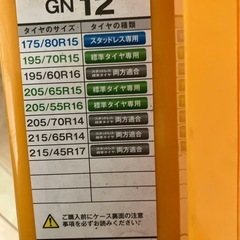 GN 12
タイヤのサイズ タイヤの種類
175/80R15 スタッドレス専用
195/70R15 標準タイヤ専用
195/60R16 両方適合
205/65R15 標準タイヤ専用
205/55R16 標準タイヤ専用
205/70R14 両方適合
215/65R14 両方適合
215/45R17 両方適合
ご購入前にケース裏面の注意
事項を必ずお読みください!